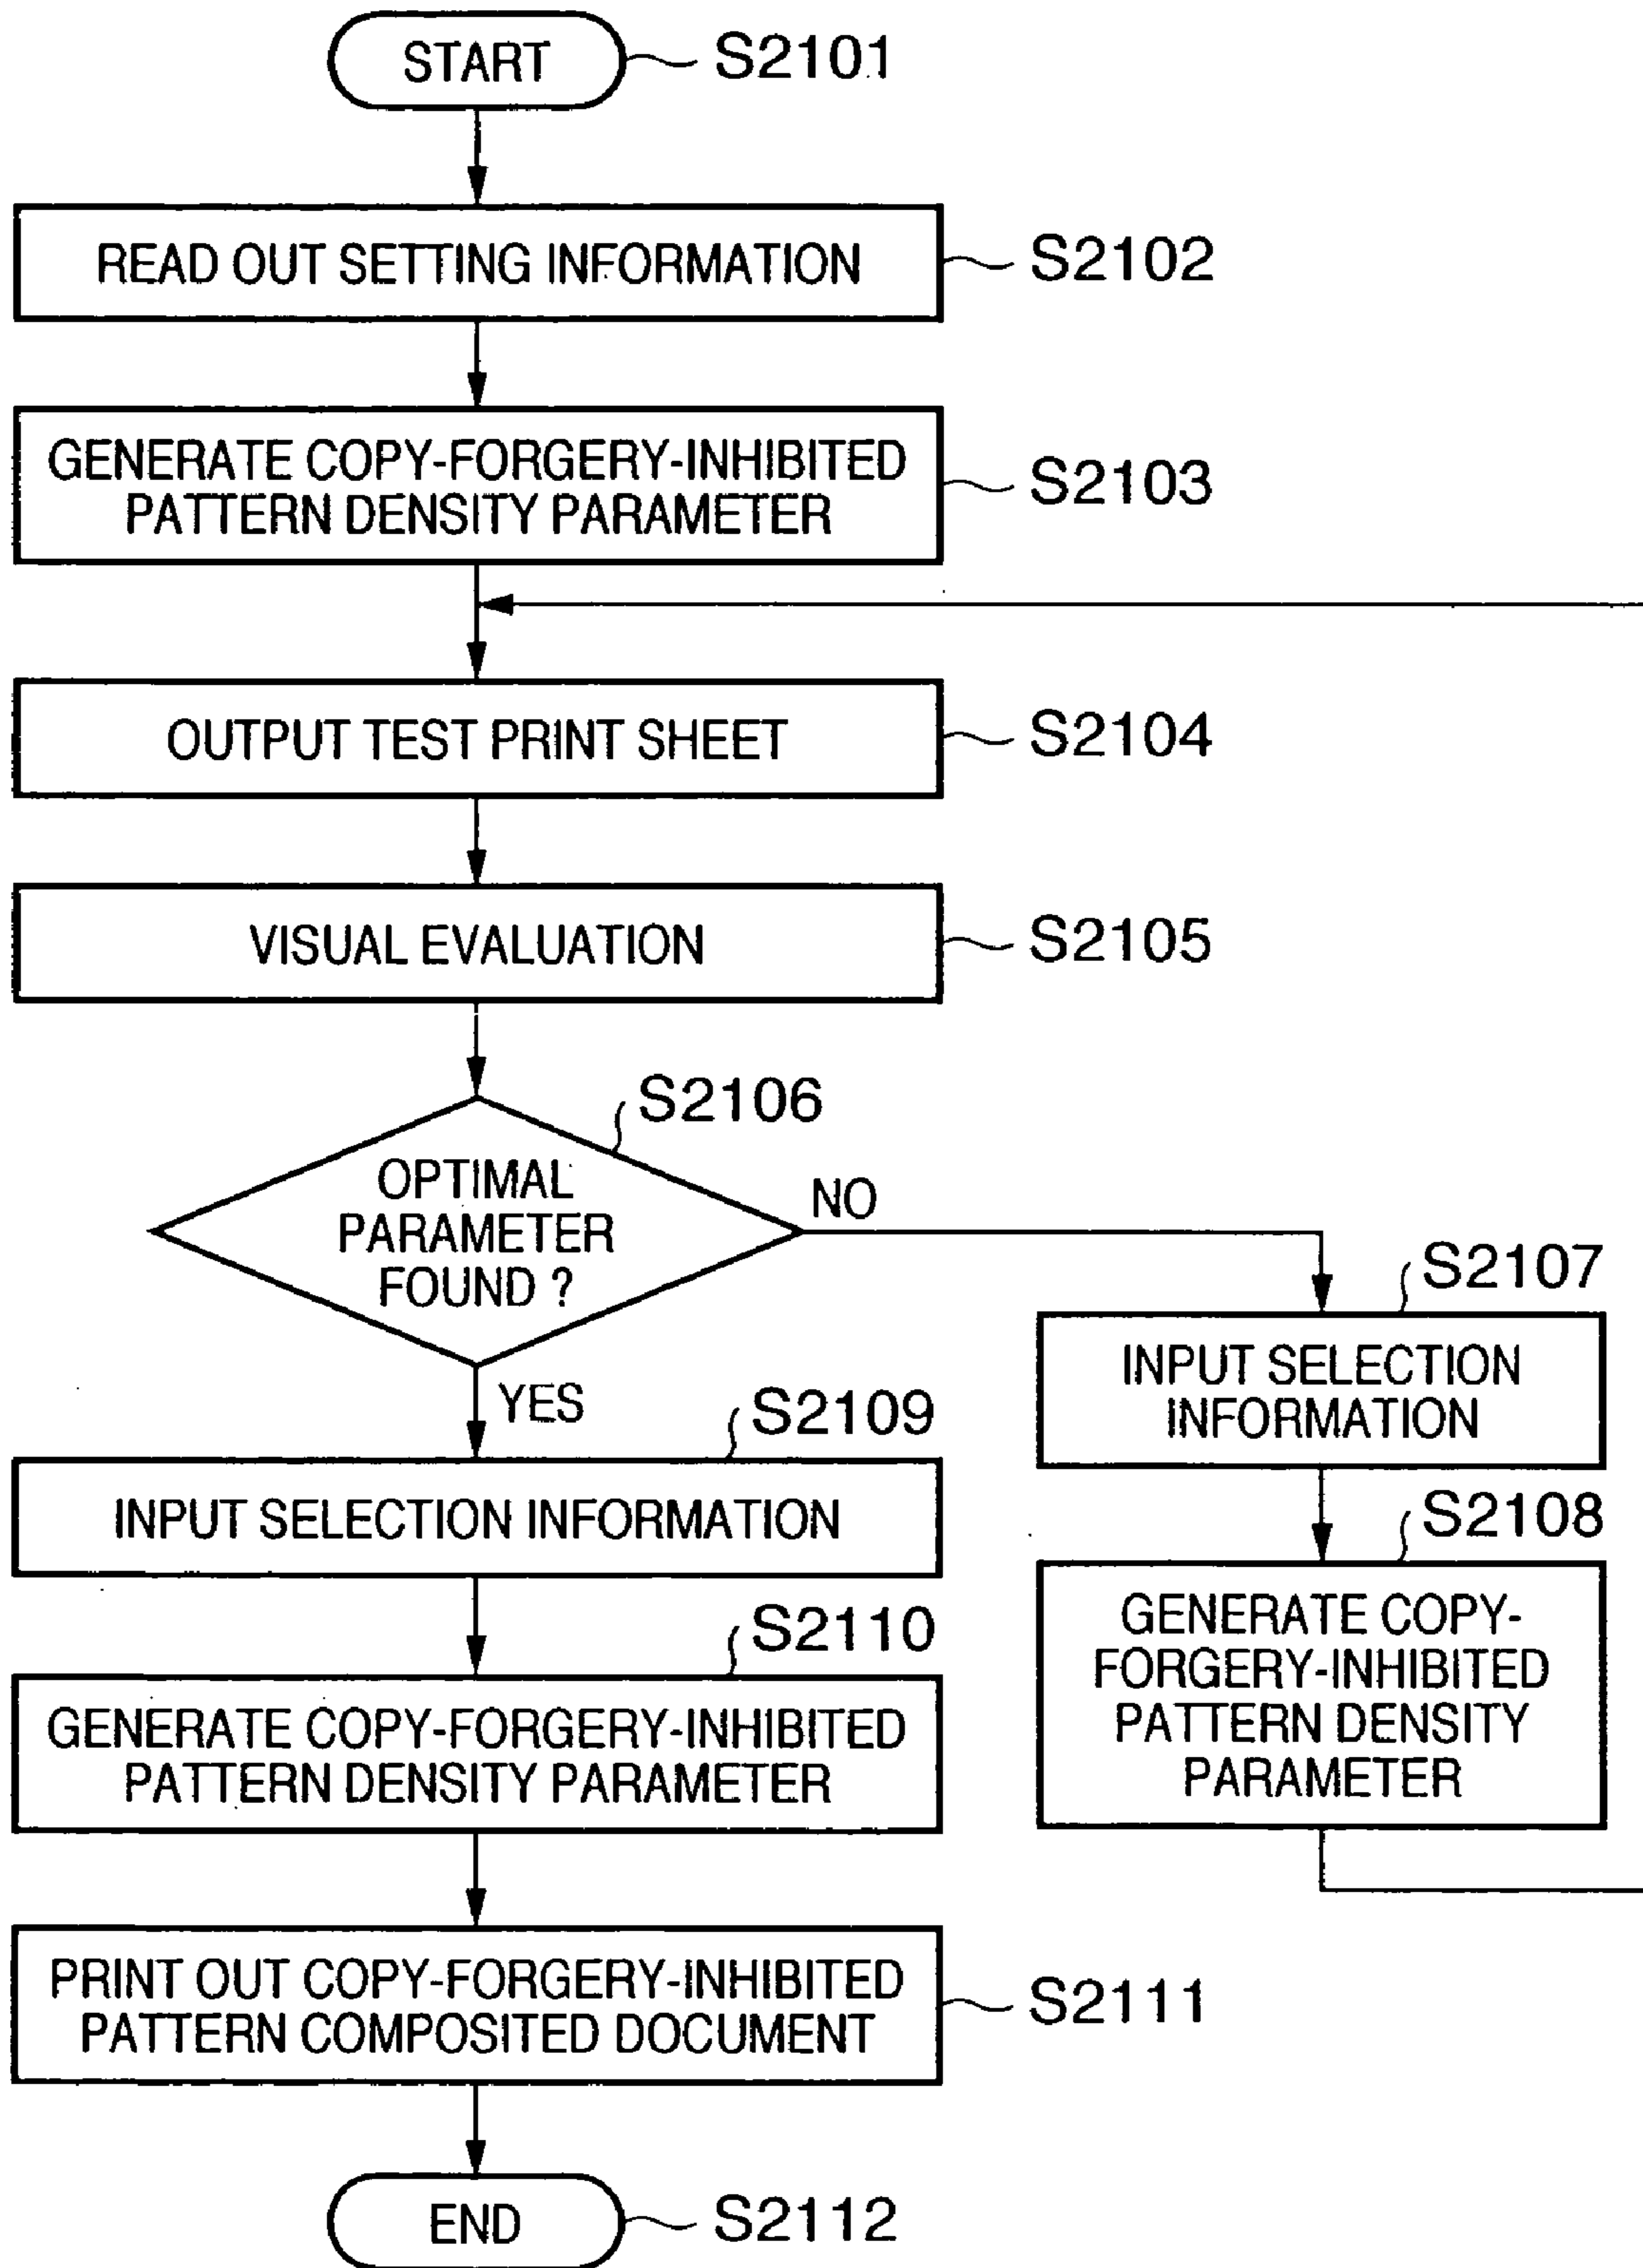 START
S2101
READ OUT SETTING INFORMATION
S2102
GENERATE COPY-FORGERY-INHIBITED
PATTERN DENSITY PARAMETER
S2103
OUTPUT TEST PRINT SHEET
S2104
VISUAL EVALUATION
S2105
S2106
OPTIMAL
PARAMETER
FOUND ?
NO
YES
S2107
INPUT SELECTION
INFORMATION
S2108
GENERATE COPY-
FORGERY-INHIBITED
PATTERN DENSITY
PARAMETER
S2109
INPUT SELECTION INFORMATION
S2110
GENERATE COPY-FORGERY-INHIBITED
PATTERN DENSITY PARAMETER
PRINT OUT COPY-FORGERY-INHIBITED
PATTERN COMPOSITED DOCUMENT
S2111
END
S2112